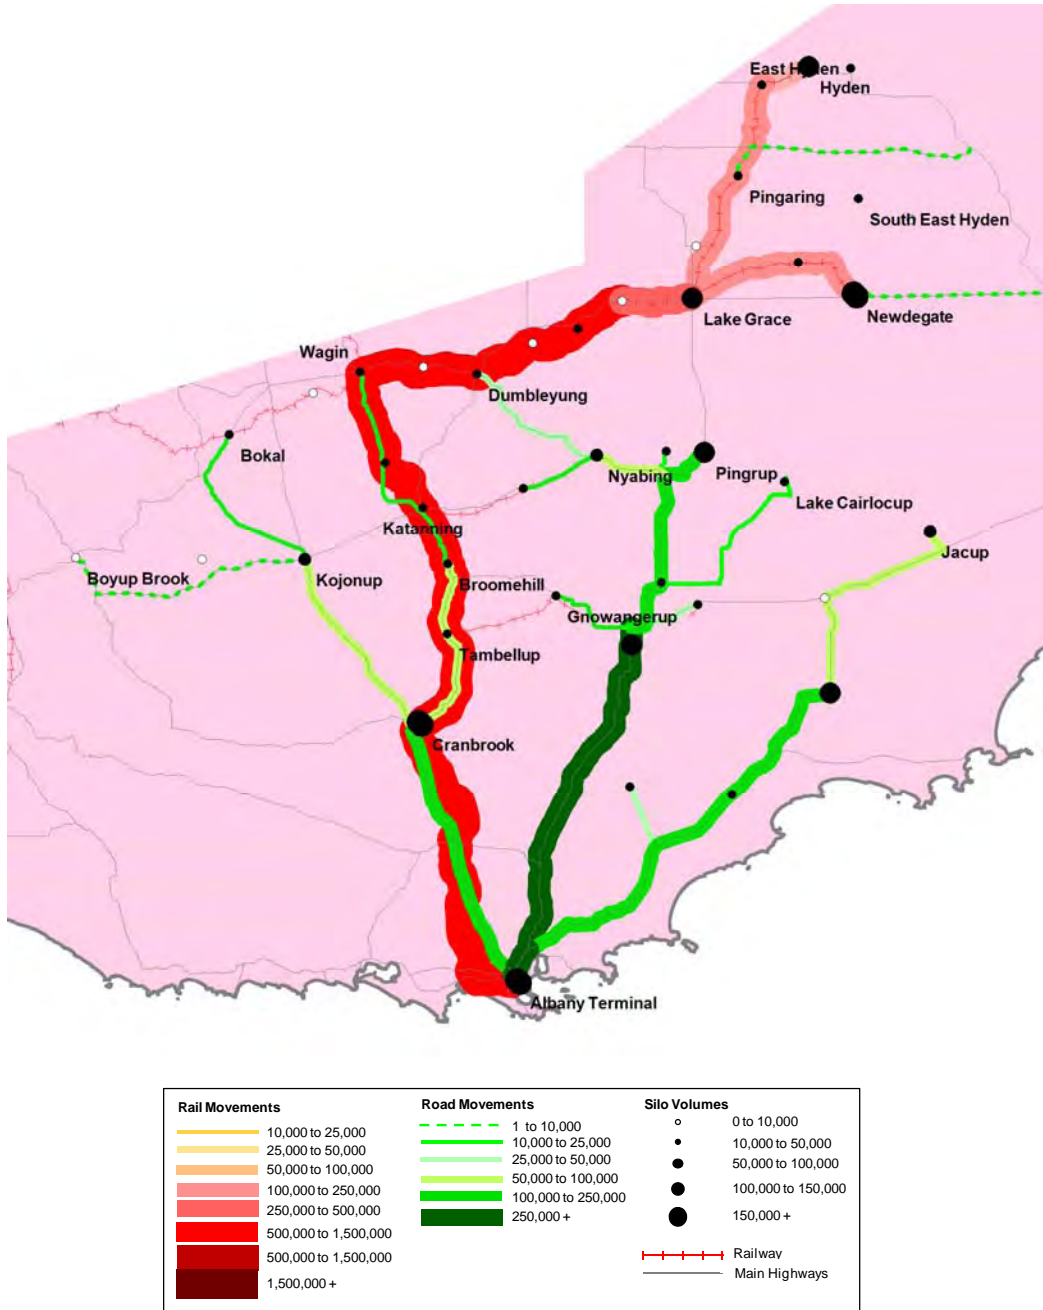 East Hyden
Hyden
Pingaring
South East Hyden
Lake Grace
Newdegate
Wagin
Dumbleyung
Bokal
Nyabing
Pingrup
Lake Cairlocup
Katanning
Jacup
Boyup Brook
Kojonup
Broomehill
Gnowangerup
Tambellup
Cranbrook
Albany Terminal
Rail Movements
10,000 to 25,000
25,000 to 50,000
50,000 to 100,000
100,000 to 250,000
250,000 to 500,000
500,000 to 1,500,000
500,000 to 1,500,000
1,500,000 +
Road Movements
1 to 10,000
10,000 to 25,000
25,000 to 50,000
50,000 to 100,000
100,000 to 250,000
250,000 +
Silo Volumes
0 to 10,000
10,000 to 50,000
50,000 to 100,000
100,000 to 150,000
150,000 +
Railway
Main Highways